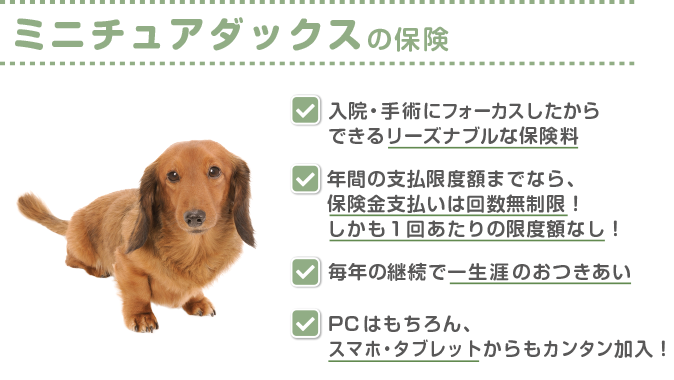 ミニチュアダックスの保険
入院・手術にフォーカスしたから
できるリーズナブルな保険料
年間の支払限度額までなら、
保険金支払いは回数無制限！
しかも１回あたりの限度額なし！
毎年の継続で一生涯のおつきあい
PCはもちろん、
スマホ・タブレットからもカンタン加入！